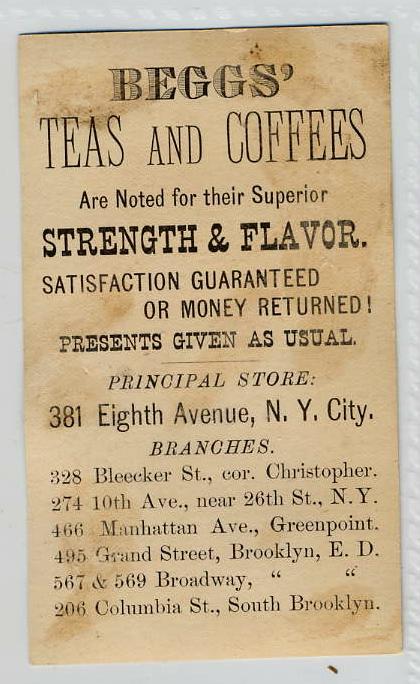 BEGGS'
TEAS AND COFFEES
Are Noted for their Superior
STRENGTH & FLAVOR.
SATISFACTION GUARANTEED
OR MONEY RETURNED!
PRESENTS GIVEN AS USUAL.
PRINCIPAL STORE:
381 Eighth Avenue, N. Y. City.
BRANCHES.
328 Bleecker St., cor. Christopher.
274 10th Ave., near 26th St., N.Y.
466 Manhattan Ave., Greenpoint.
495 Grand Street, Brooklyn, E. D.
567 & 569 Broadway, “ “
206 Columbia St., South Brooklyn.